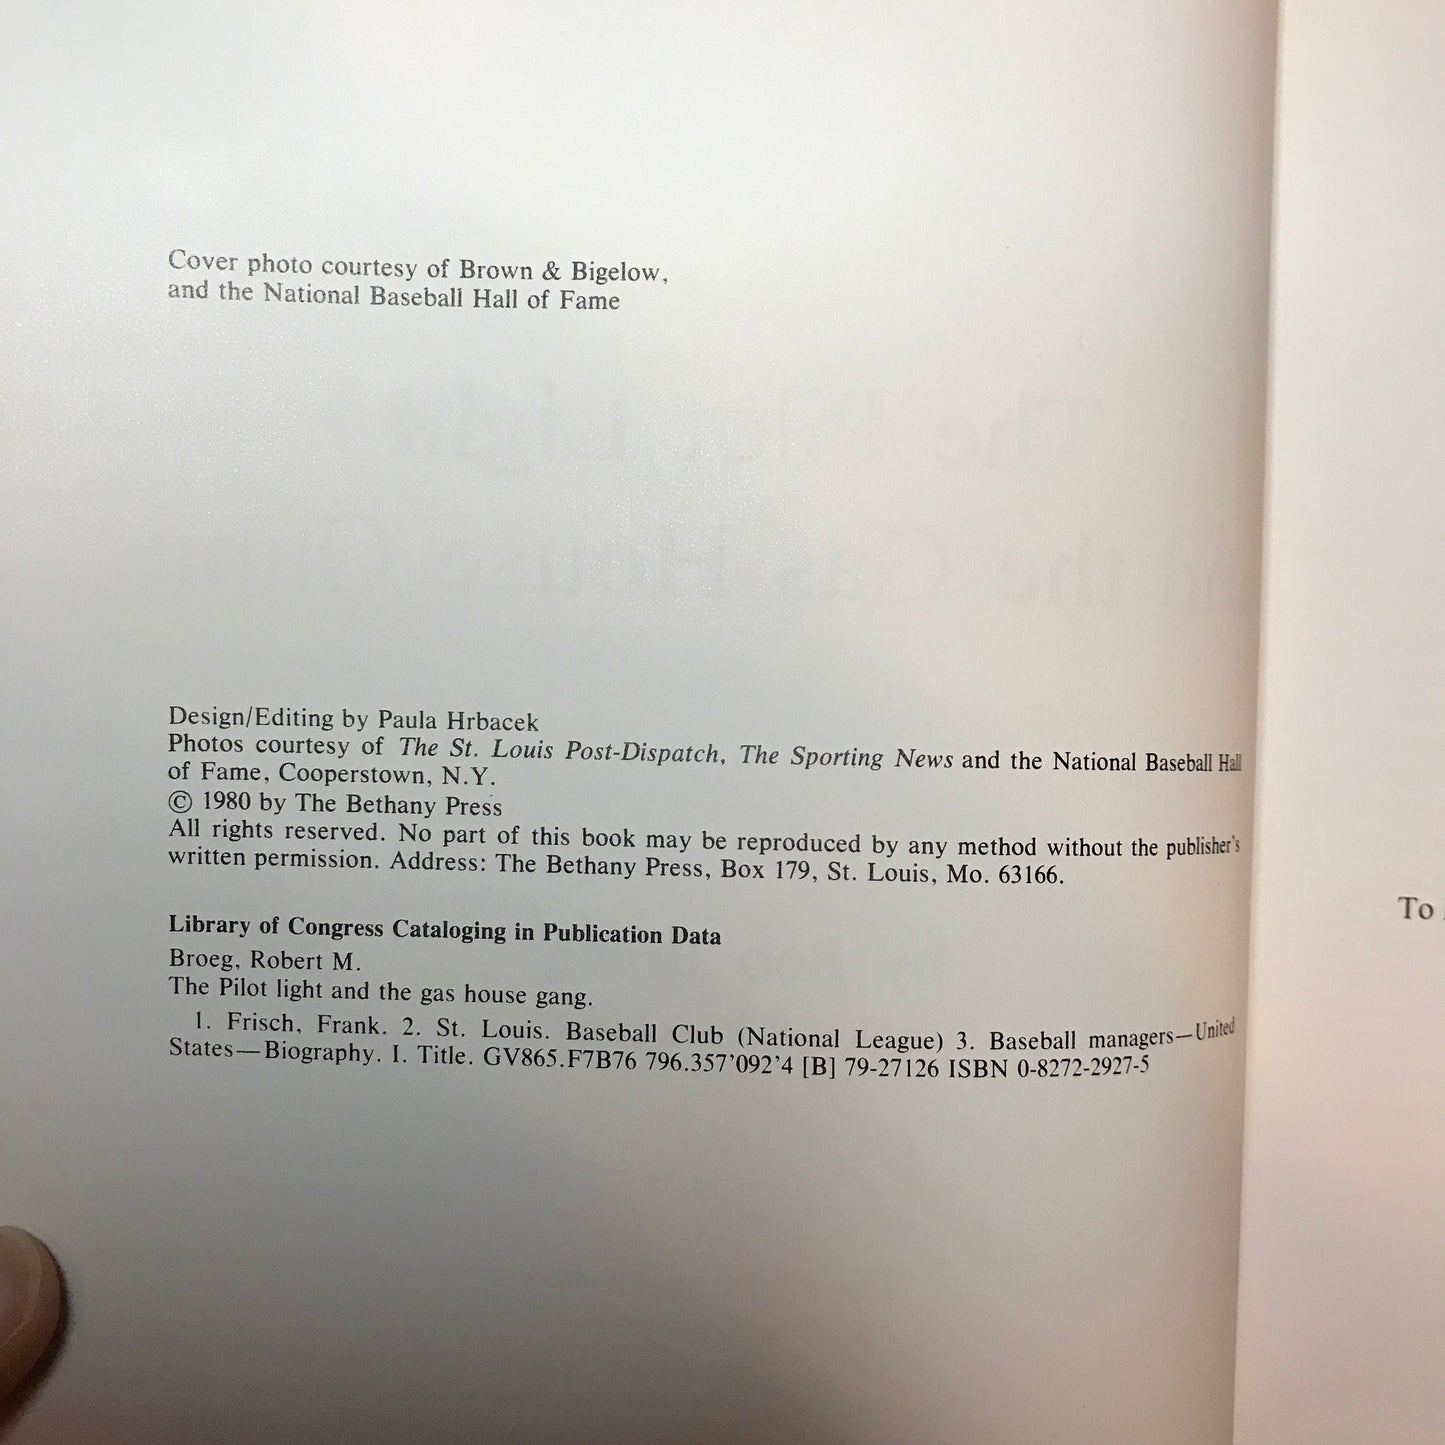 Cover photo courtesy of Brown & Bigelow,
and the National Baseball Hall of Fame
Design/Editing by Paula Hrbacek
Photos courtesy of The St. Louis Post-Dispatch, The Sporting News and the National Baseball Hall
of Fame, Cooperstown, N.Y.
© 1980 by The Bethany Press
All rights reserved. No part of this book may be reproduced by any method without the publisher's
written permission. Address: The Bethany Press, Box 179, St. Louis, Mo. 63166.
Library of Congress Cataloging in Publication Data
Broeg, Robert M.
The Pilot light and the gas house gang.
1. Frisch, Frank. 2. St. Louis. Baseball Club (National League) 3. Baseball managers—United
States—Biography. I. Title. GV865.F7B76 796.357'092'4 [B] 79-27126 ISBN 0-8272-2927-5
To